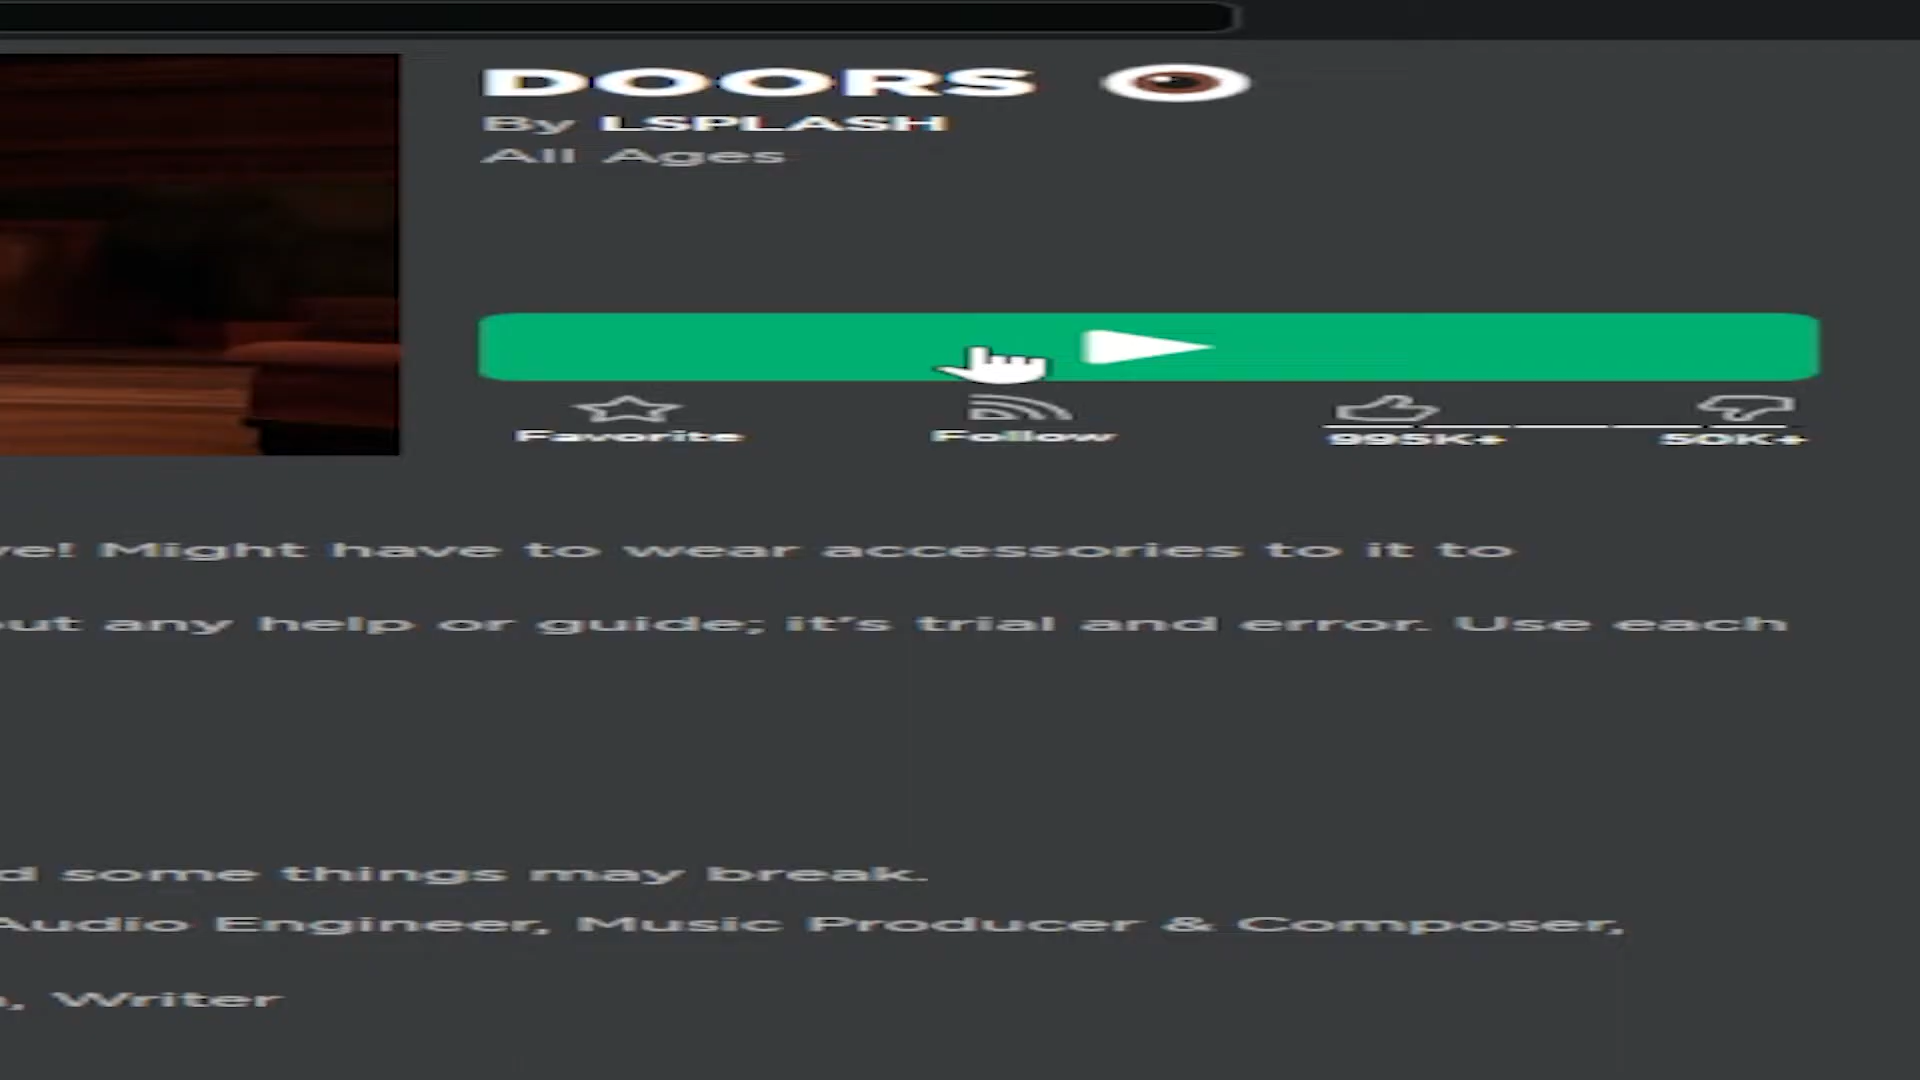 DOORS 👁
By LSPLASH
All Ages
Favorite Follow 995K+ 50K+
ve! Might have to wear accessories to it to
out any help or guide; it's trial and error. Use each
d some things may break.
Audio Engineer, Music Producer & Composer,
, Writer